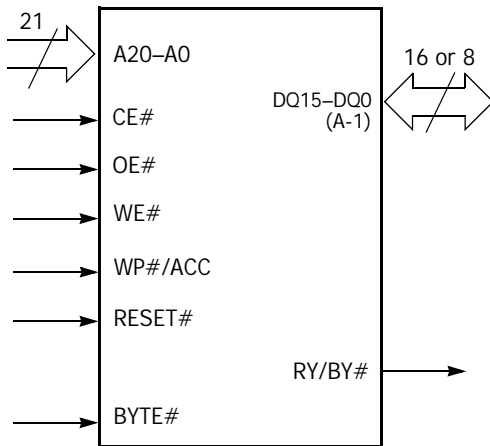 21
A20–A0
16 or 8
DQ15–DQ0
(A-1)
CE#
OE#
WE#
WP#/ACC
RESET#
RY/BY#
BYTE#